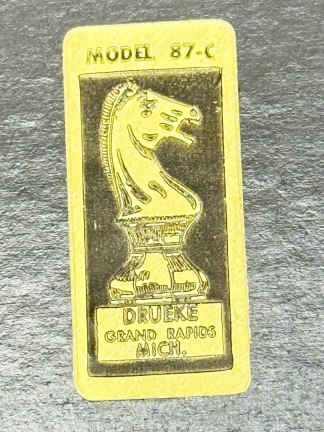 MODEL 87-C
DRUEKE
GRAND RAPIDS
MICH.